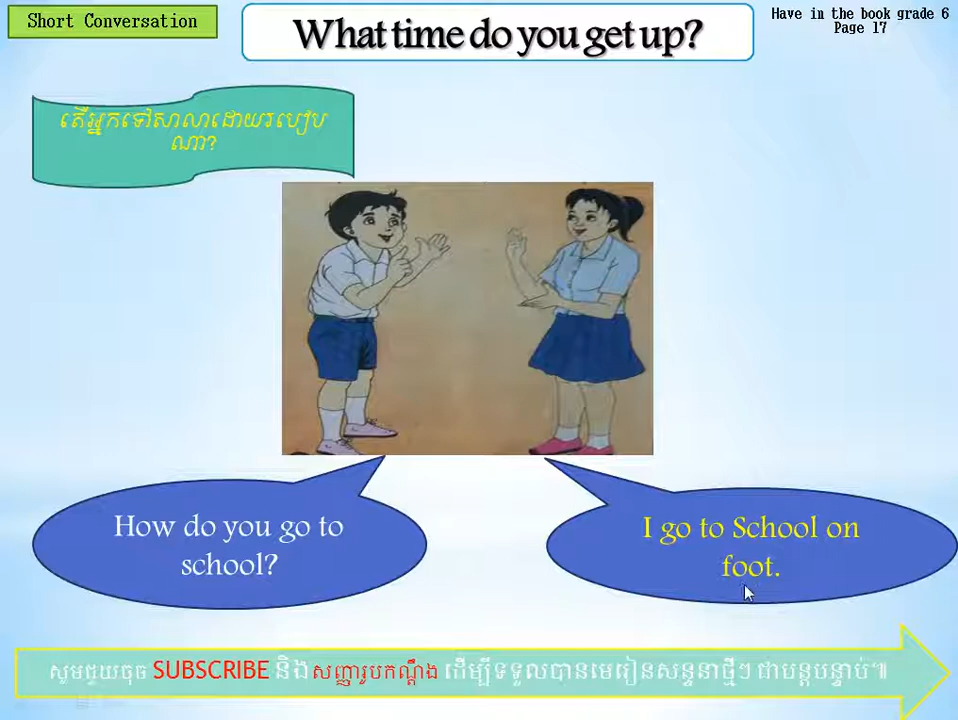 Short Conversation
What time do you get up?
Have in the book grade 6
Page 17
តើអ្នកទៅសាលាដោយរបៀប
ណា?
How do you go to
school?
I go to School on
foot.
សូមជួយចុច SUBSCRIBE និងសញ្ញារូបកណ្ដឹង ដើម្បីទទួលបានមេរៀនសន្ទនាថ្មីៗ ជាបន្តបន្ទាប់៕